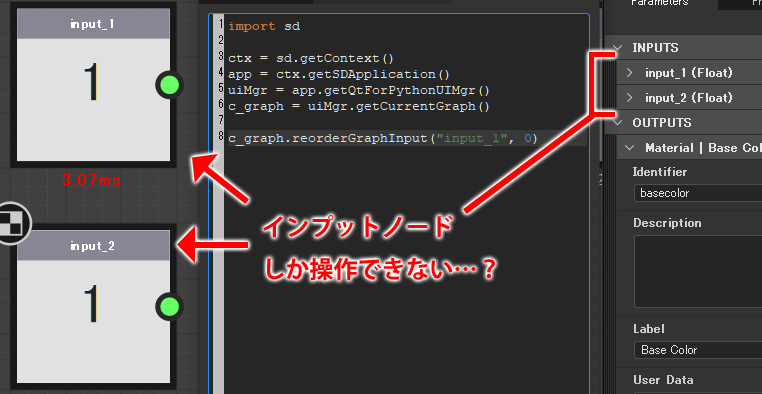 input_1
1
3.07ms
input_2
1
1 import sd
2
3 ctx = sd.getContext()
4 app = ctx.getSDApplication()
5 uiMgr = app.getQtForPythonUIMgr()
6 c_graph = uiMgr.getCurrentGraph()
7
8 c_graph.reorderGraphInput("input_1", 0)
インプットノード
しか操作できない…？
Parameters
INPUTS
input_1 (Float)
input_2 (Float)
OUTPUTS
Material | Base Col
Identifier
basecolor
Description
Label
Base Color
User Data